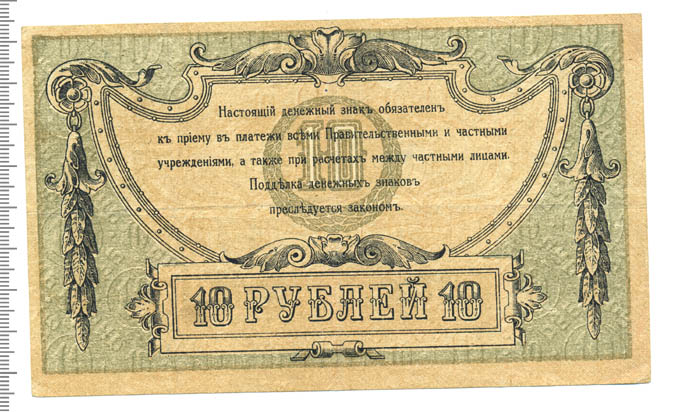 Настоящій денежный знакъ обязателенъ
къ пріему въ платежи всѣми Правительственными и частными
учрежденіями, а также при расчетахъ между частными лицами.
Поддѣлка денежныхъ знаковъ
преслѣдуется закономъ.
10
10 РУБЛЕЙ 10